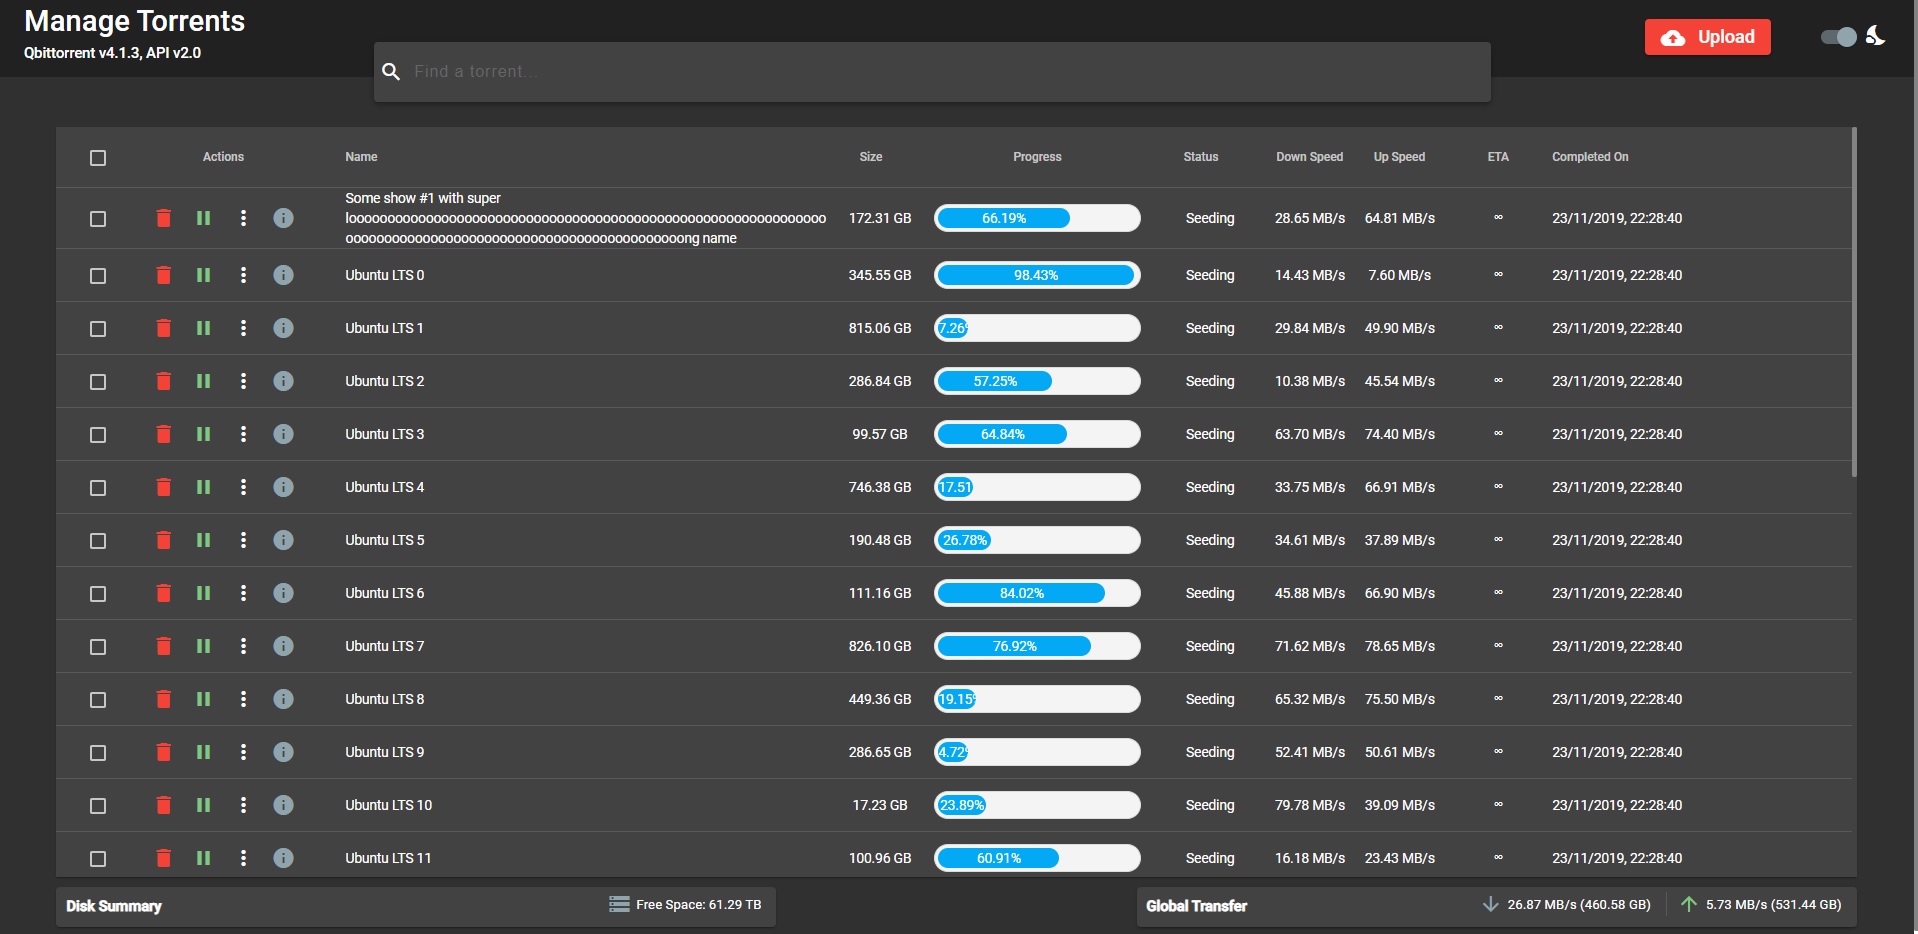 Manage Torrents
Qbittorrent v4.1.3, API v2.0
Find a torrent...
Upload
Actions Name Size Progress Status Down Speed Up Speed ETA Completed On
Some show #1 with super
looooooooooooooooooooooooooooooooooooooooooooooooooooooooooooooo
ooooooooooooooooooooooooooooooooooooooooooooong name
172.31 GB 66.19% Seeding 28.65 MB/s 64.81 MB/s ∞ 23/11/2019, 22:28:40
Ubuntu LTS 0 345.55 GB 98.43% Seeding 14.43 MB/s 7.60 MB/s ∞ 23/11/2019, 22:28:40
Ubuntu LTS 1 815.06 GB 7.26% Seeding 29.84 MB/s 49.90 MB/s ∞ 23/11/2019, 22:28:40
Ubuntu LTS 2 286.84 GB 57.25% Seeding 10.38 MB/s 45.54 MB/s ∞ 23/11/2019, 22:28:40
Ubuntu LTS 3 99.57 GB 64.84% Seeding 63.70 MB/s 74.40 MB/s ∞ 23/11/2019, 22:28:40
Ubuntu LTS 4 746.38 GB 17.51 Seeding 33.75 MB/s 66.91 MB/s ∞ 23/11/2019, 22:28:40
Ubuntu LTS 5 190.48 GB 26.78% Seeding 34.61 MB/s 37.89 MB/s ∞ 23/11/2019, 22:28:40
Ubuntu LTS 6 111.16 GB 84.02% Seeding 45.88 MB/s 66.90 MB/s ∞ 23/11/2019, 22:28:40
Ubuntu LTS 7 826.10 GB 76.92% Seeding 71.62 MB/s 78.65 MB/s ∞ 23/11/2019, 22:28:40
Ubuntu LTS 8 449.36 GB 19.15% Seeding 65.32 MB/s 75.50 MB/s ∞ 23/11/2019, 22:28:40
Ubuntu LTS 9 286.65 GB 4.72% Seeding 52.41 MB/s 50.61 MB/s ∞ 23/11/2019, 22:28:40
Ubuntu LTS 10 17.23 GB 23.89% Seeding 79.78 MB/s 39.09 MB/s ∞ 23/11/2019, 22:28:40
Ubuntu LTS 11 100.96 GB 60.91% Seeding 16.18 MB/s 23.43 MB/s ∞ 23/11/2019, 22:28:40
Disk Summary Free Space: 61.29 TB
Global Transfer 26.87 MB/s (460.58 GB) 5.73 MB/s (531.44 GB)